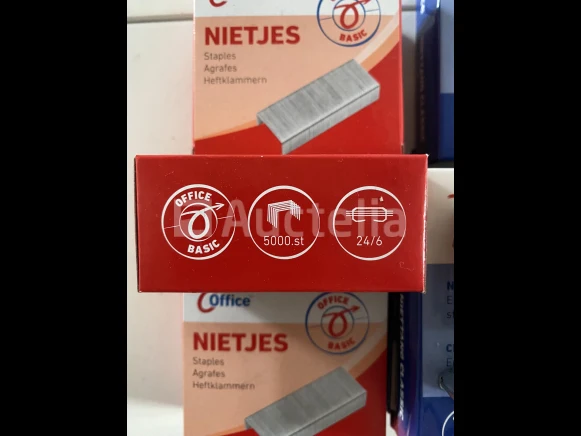 Office
BASIC
NIETJES
Staples
Agrafes
Heftklammern
OFFICE
BASIC
5000.st
24/6
Auctelia
Office
OFFICE
BASIC
NIETJES
Staples
Agrafes
Heftklammern